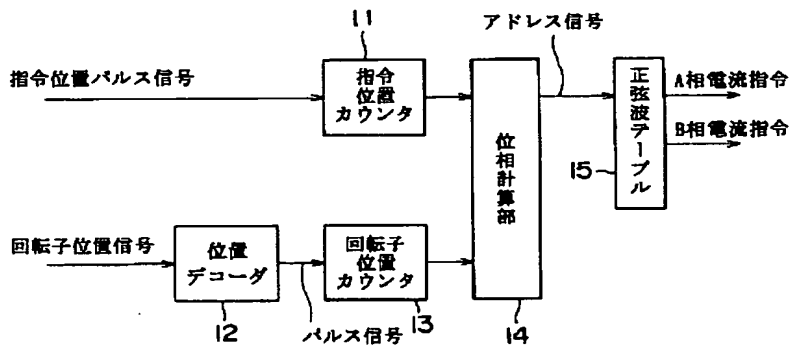 11
アドレス信号
指令位置パルス信号
指令
位置
カウンタ
位相計算部
正弦波テーブル
A相電流指令
B相電流指令
15
回転子位置信号
位置
デコーダ
回転子
位置
カウンタ
12
パルス信号
13
14